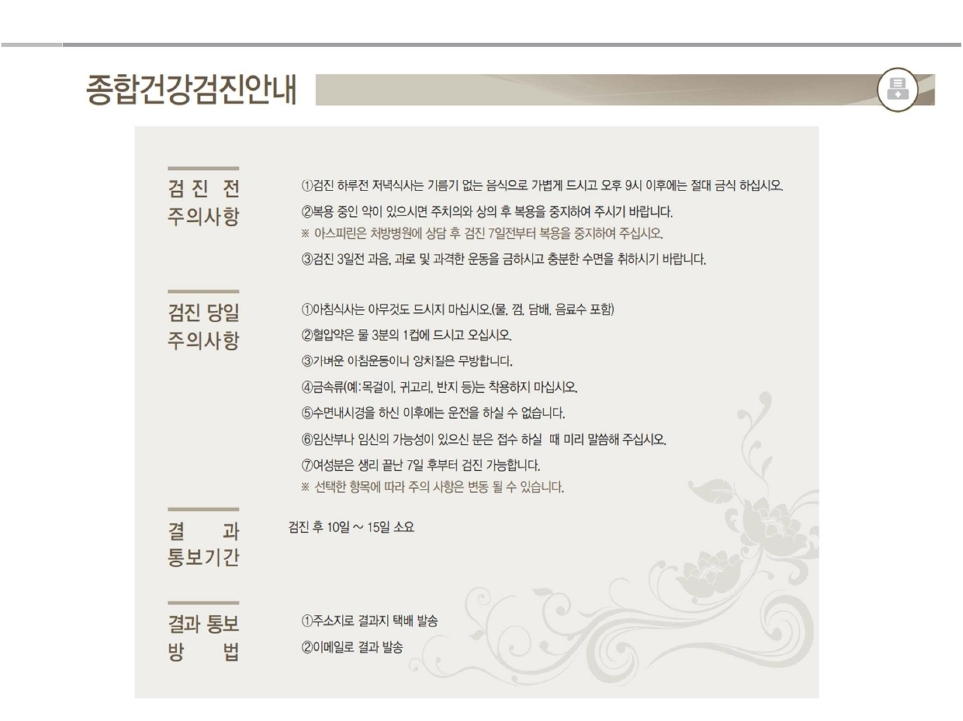 종합건강검진안내
검 진 전
주의사항
①검진 하루전 저녁식사는 기름기 없는 음식으로 가볍게 드시고 오후 9시 이후에는 절대 금식 하십시오.
②복용 중인 약이 있으시면 주치의와 상의 후 복용을 중지하여 주시기 바랍니다.
※ 아스피린은 처방병원에 상담 후 검진 7일전부터 복용을 중지하여 주십시오.
③검진 3일전 과음, 과로 및 과격한 운동을 금하시고 충분한 수면을 취하시기 바랍니다.
검진 당일
주의사항
①아침식사는 아무것도 드시지 마십시오.(물, 껌, 담배, 음료수 포함)
②혈압약은 물 3분의 1컵에 드시고 오십시오.
③가벼운 아침운동이나 양치질은 무방합니다.
④금속류(예:목걸이, 귀고리, 반지 등)는 착용하지 마십시오.
⑤수면내시경을 하신 이후에는 운전을 하실 수 없습니다.
⑥임산부나 임신의 가능성이 있으신 분은 접수 하실 때 미리 말씀해 주십시오.
⑦여성분은 생리 끝난 7일 후부터 검진 가능합니다.
※ 선택한 항목에 따라 주의 사항은 변동 될 수 있습니다.
결 과
통보기간
검진 후 10일 ~ 15일 소요
결과 통보
방 법
①주소지로 결과지 택배 발송
②이메일로 결과 발송